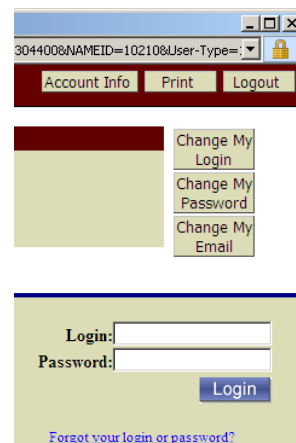 304400&NAMEID=10210&User-Type=:
Account Info Print Logout
Change My
Login
Change My
Password
Change My
Email
Login:
Password:
Login
Forgot your login or password?